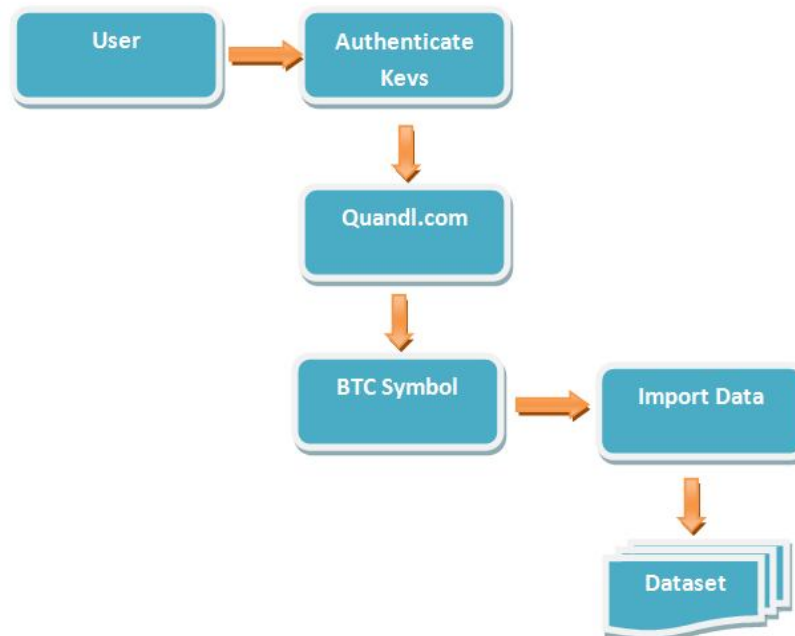 User
Authenticate
Kevs
Quandl.com
BTC Symbol
Import Data
Dataset